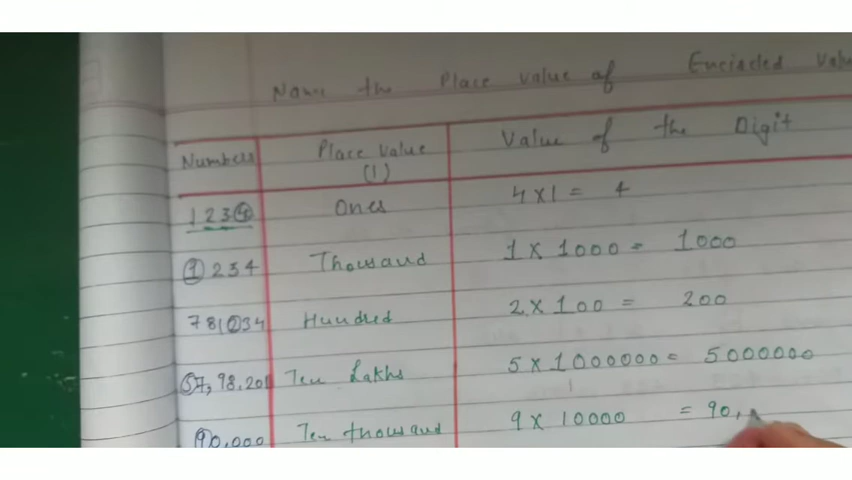 Name the Place value of Encircled Valu
Numbers Place Value (1) Value of the Digit
1234 Ones 4 x 1 = 4
1234 Thousand 1 x 1000 = 1000
781234 Hundred 2 x 100 = 200
57,98,201 Ten Lakhs 5 x 1000000 = 5000000
90,000 Ten thousand 9 x 10000 = 90,